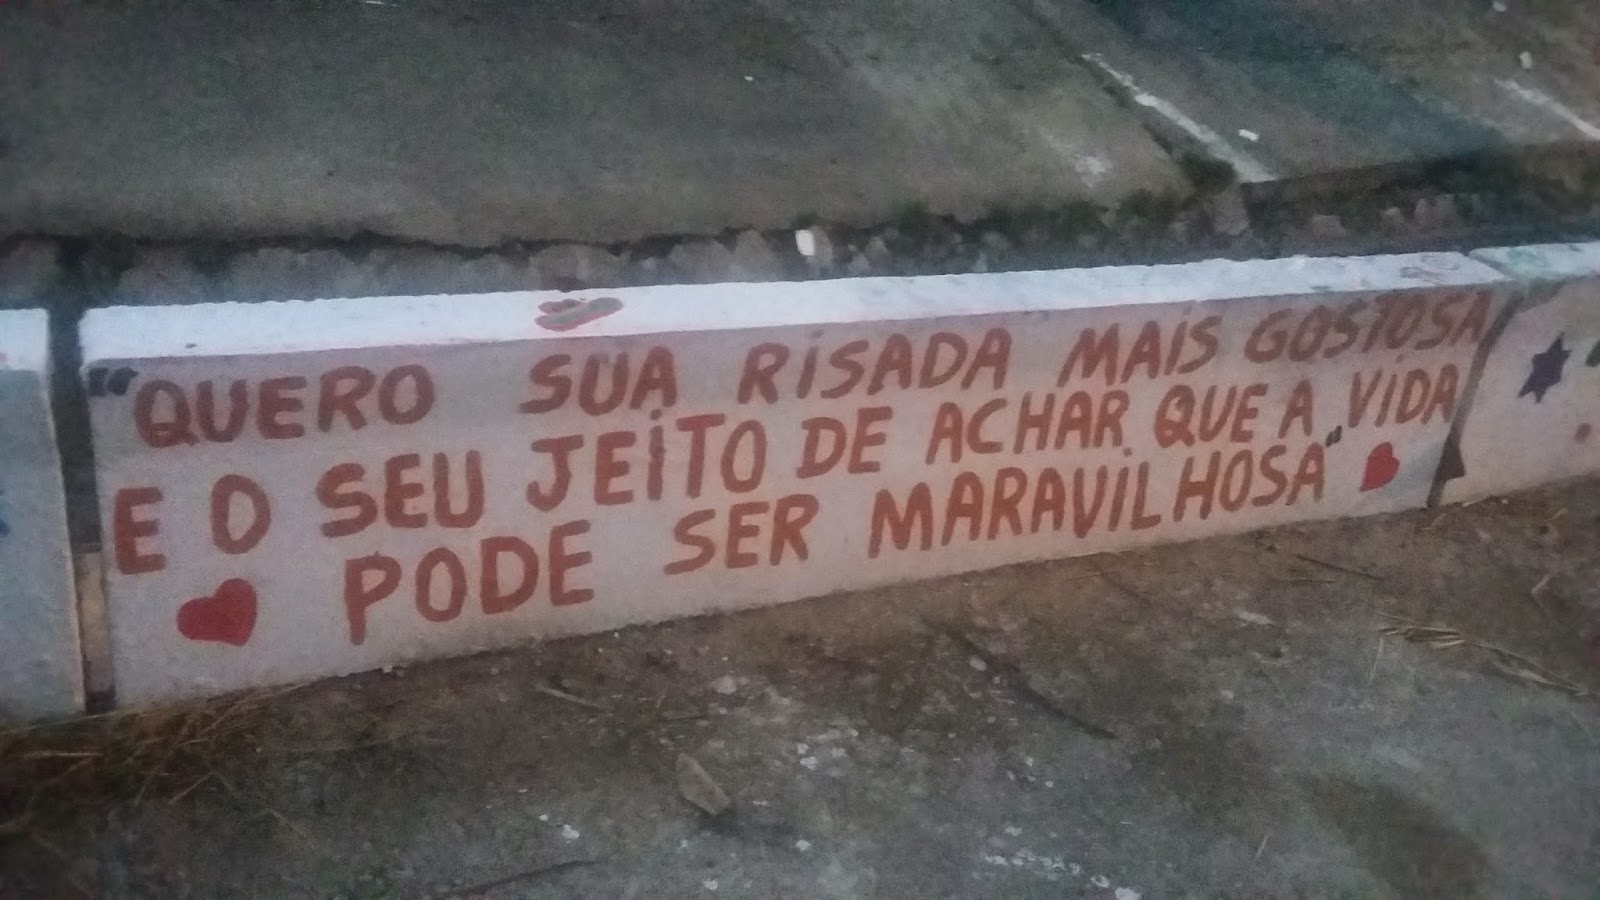 "QUERO SUA RISADA MAIS GOSTOSA
E O SEU JEITO DE ACHAR QUE A VIDA
PODE SER MARAVILHOSA"